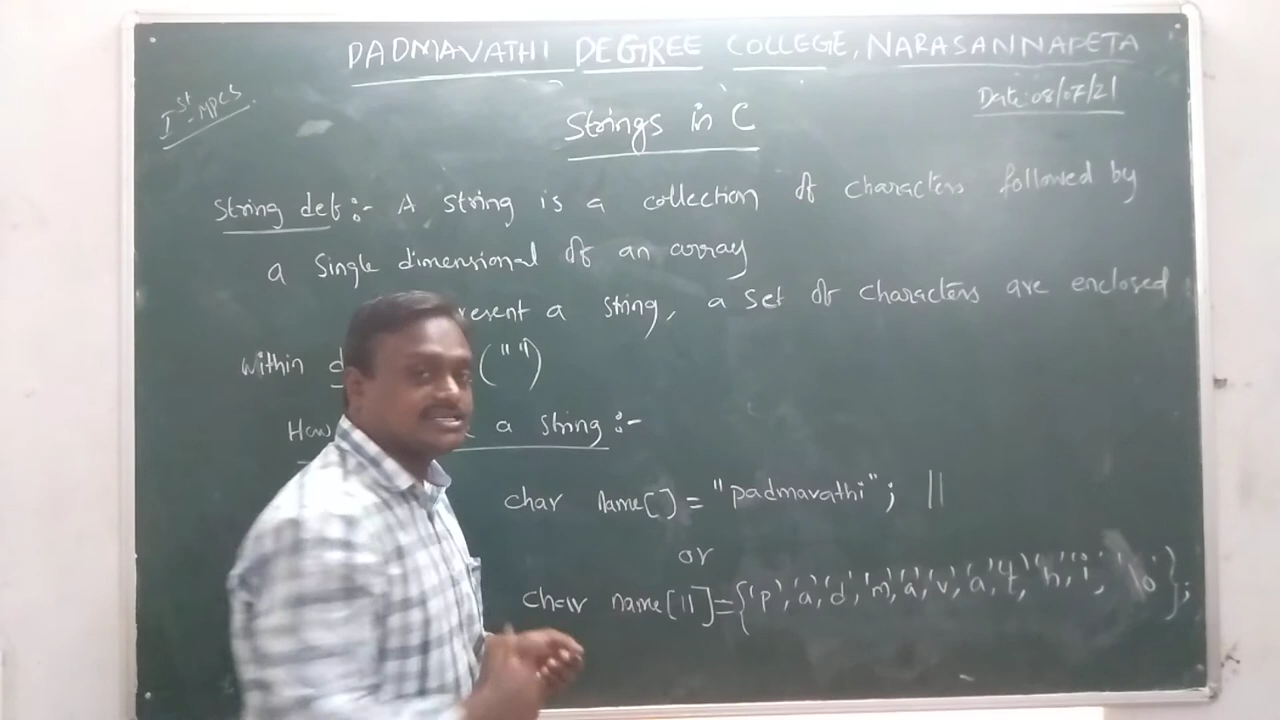 PADMAVATHI DEGREE COLLEGE, NARASANNAPETA
Ist MPCS.
Date: 08/07/21
Strings in C
String def:- A string is a collection of characters followed by
a single dimensional of an array
resent a string, a set of characters are enclosed
within d ("")
How a string:-
char name[] = "padmavathi"; ||
or
char name[11]={'p','a','d','m','a','v','a','t','h','i','\0'};